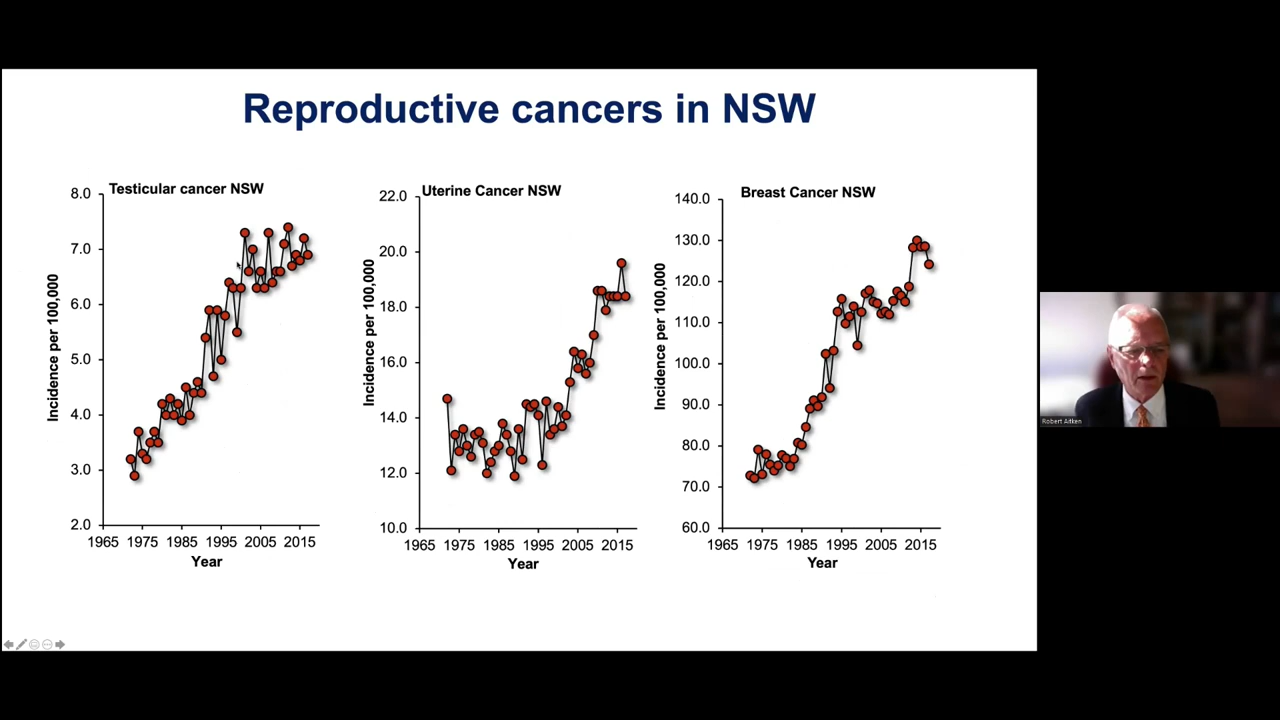 Reproductive cancers in NSW
Testicular cancer NSW
8.0
7.0
6.0
5.0
4.0
3.0
2.0
Incidence per 100,000
1965 1975 1985 1995 2005 2015
Year
Uterine Cancer NSW
22.0
20.0
18.0
16.0
14.0
12.0
10.0
Incidence per 100,000
1965 1975 1985 1995 2005 2015
Year
Breast Cancer NSW
140.0
130.0
120.0
110.0
100.0
90.0
80.0
70.0
60.0
Incidence per 100,000
1965 1975 1985 1995 2005 2015
Year
Robert Aitken